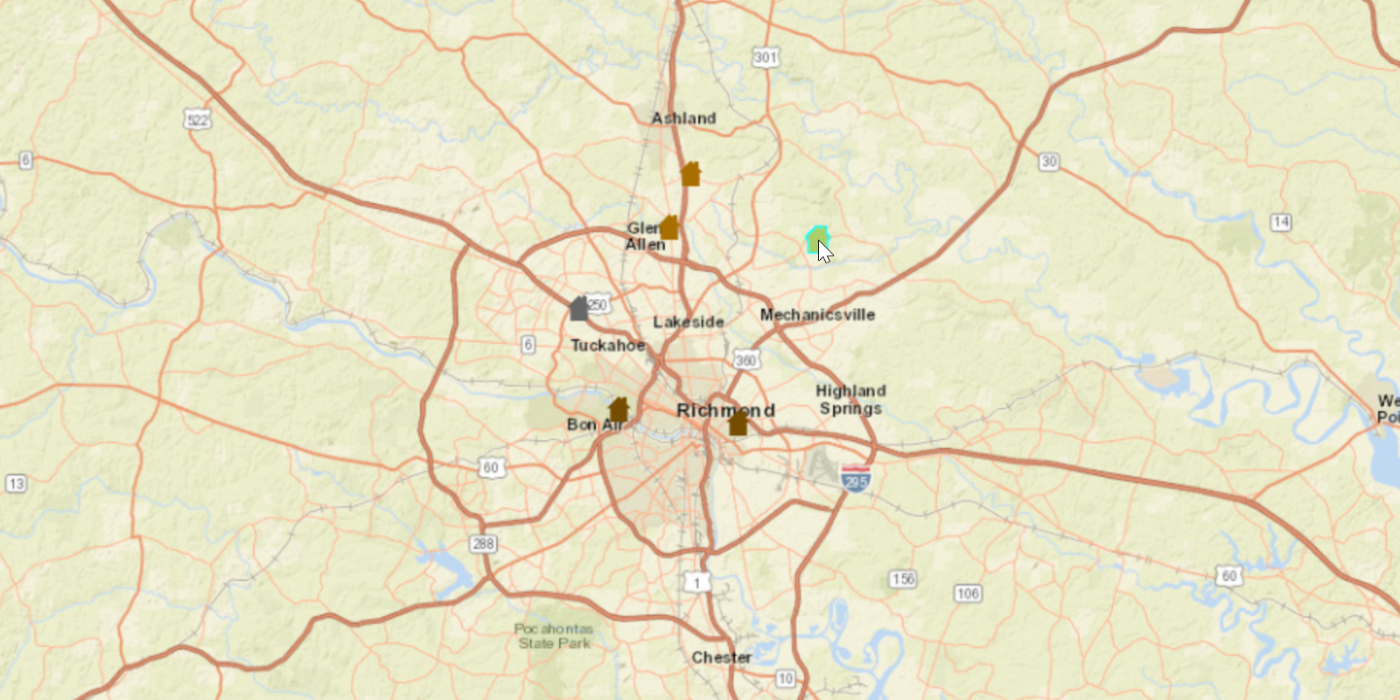 301
Ashland
522
6
30
14
Glen
Allen
250
Mechanicsville
Lakeside
6
Tuckahoe
360
Highland
Springs
Richmond
We
Poi
Bon Air
60
295
13
288
1
156
106
60
Pocahontas
State Park
Chester
10